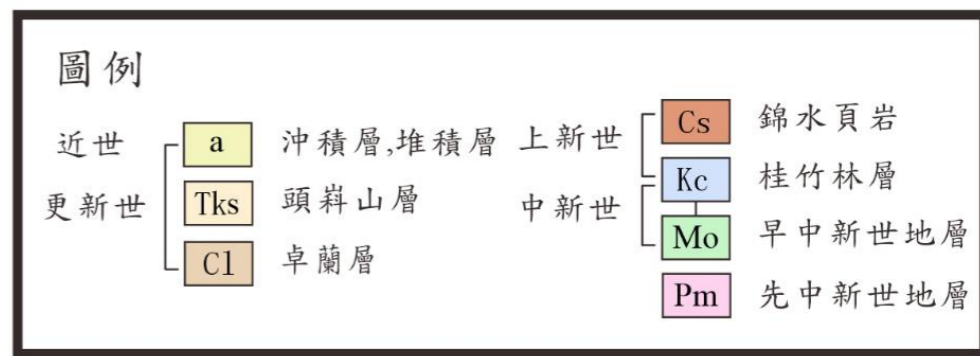 圖例
近世 a 沖積層,堆積層
更新世 Tks 頭嵙山層
Cl 卓蘭層
上新世 Cs 錦水頁岩
Kc 桂竹林層
中新世 Mo 早中新世地層
Pm 先中新世地層